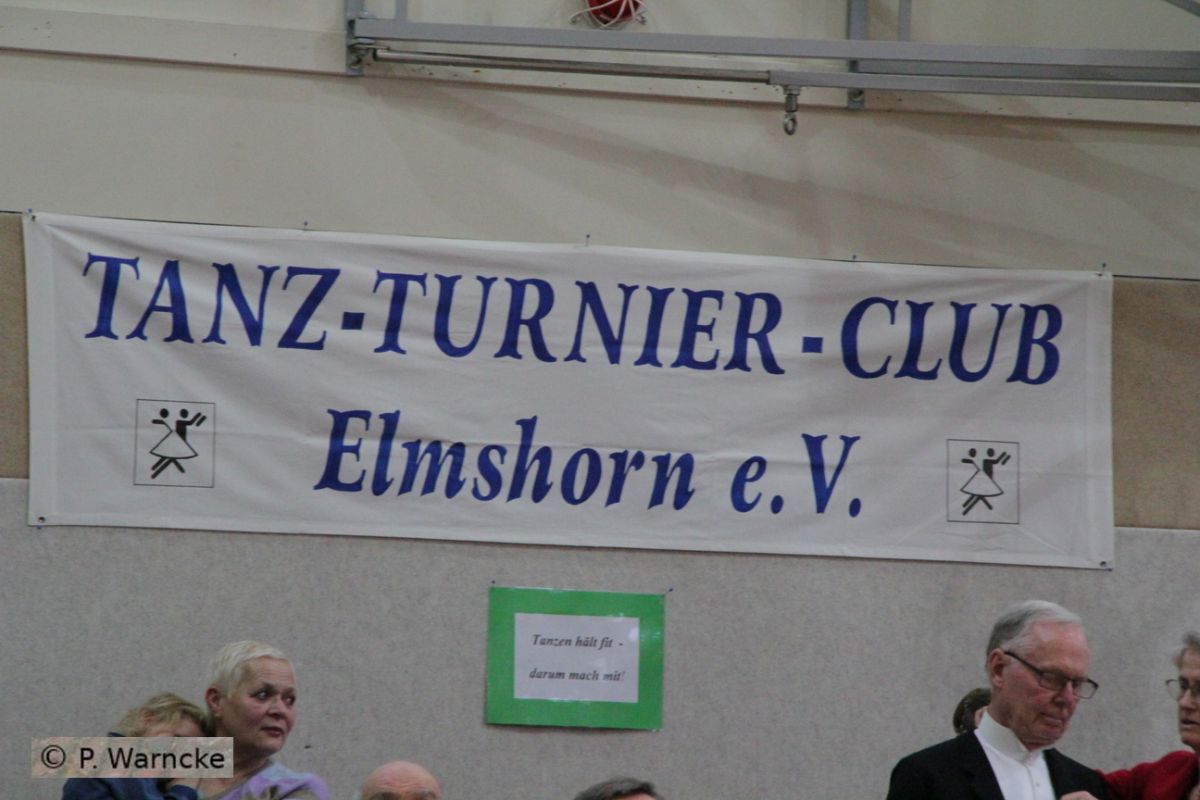 TANZ-TURNIER-CLUB
Elmshorn e.V.
Tanzen hält fit -
darum mach mit!
© P. Warncke